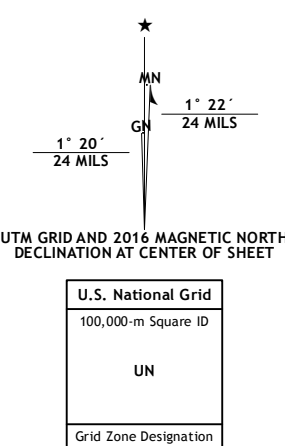 ★
MN
1° 22´
24 MILS
GN
1° 20´
24 MILS
UTM GRID AND 2016 MAGNETIC NORTH
DECLINATION AT CENTER OF SHEET
U.S. National Grid
100,000-m Square ID
UN
Grid Zone Designation